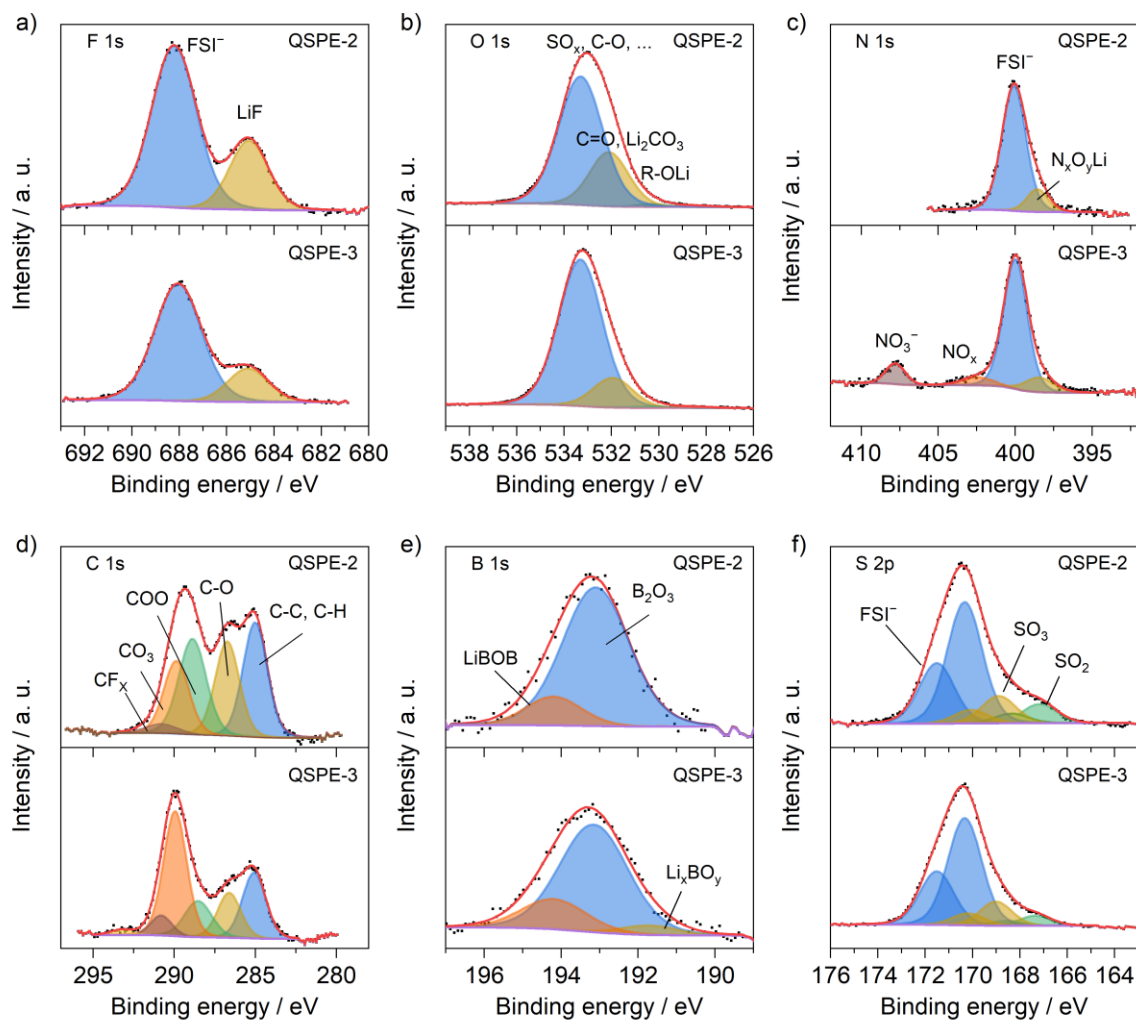 a)
F 1s
QSPE-2
FSI⁻
LiF
QSPE-3
Intensity / a. u.
692 690 688 686 684 682 680
Binding energy / eV
b)
O 1s
SOₓ, C-O, ...
QSPE-2
C=O, Li₂CO₃
R-OLi
QSPE-3
Intensity / a. u.
538 536 534 532 530 528 526
Binding energy / eV
c)
N 1s
QSPE-2
FSI⁻
NₓOᵧLi
QSPE-3
NO₃⁻
NOₓ
Intensity / a. u.
410 405 400 395
Binding energy / eV
d)
C 1s
QSPE-2
C-O
COO
C-C, C-H
CO₃
CFₓ
QSPE-3
Intensity / a. u.
295 290 285 280
Binding energy / eV
e)
B 1s
QSPE-2
B₂O₃
LiBOB
QSPE-3
LiₓBOᵧ
Intensity / a. u.
196 194 192 190
Binding energy / eV
f)
S 2p
QSPE-2
FSI⁻
SO₃
SO₂
QSPE-3
Intensity / a. u.
176 174 172 170 168 166 164
Binding energy / eV